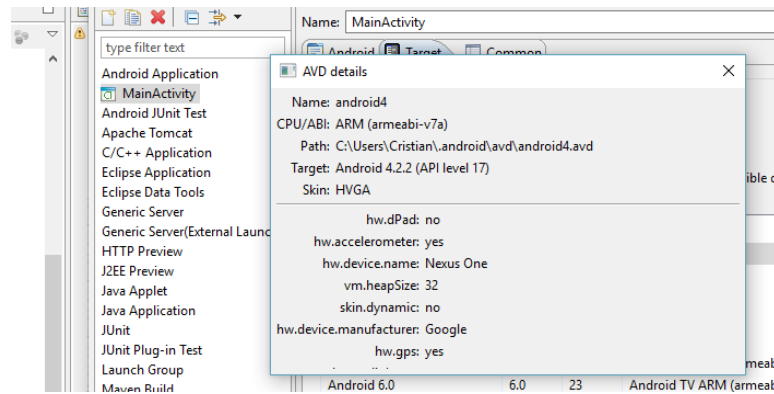 Name: MainActivity
type filter text
Android Target Common
Android Application
MainActivity
Android JUnit Test
Apache Tomcat
C/C++ Application
Eclipse Application
Eclipse Data Tools
Generic Server
Generic Server(External Launc
HTTP Preview
J2EE Preview
Java Applet
Java Application
JUnit
JUnit Plug-in Test
Launch Group
Maven Build
AVD details
Name: android4
CPU/ABI: ARM (armeabi-v7a)
Path: C:\Users\Cristian\.android\avd\android4.avd
Target: Android 4.2.2 (API level 17)
Skin: HVGA
hw.dPad: no
hw.accelerometer: yes
hw.device.name: Nexus One
vm.heapSize: 32
skin.dynamic: no
hw.device.manufacturer: Google
hw.gps: yes
ible c
meab
Android 6.0 6.0 23 Android TV ARM (armeab